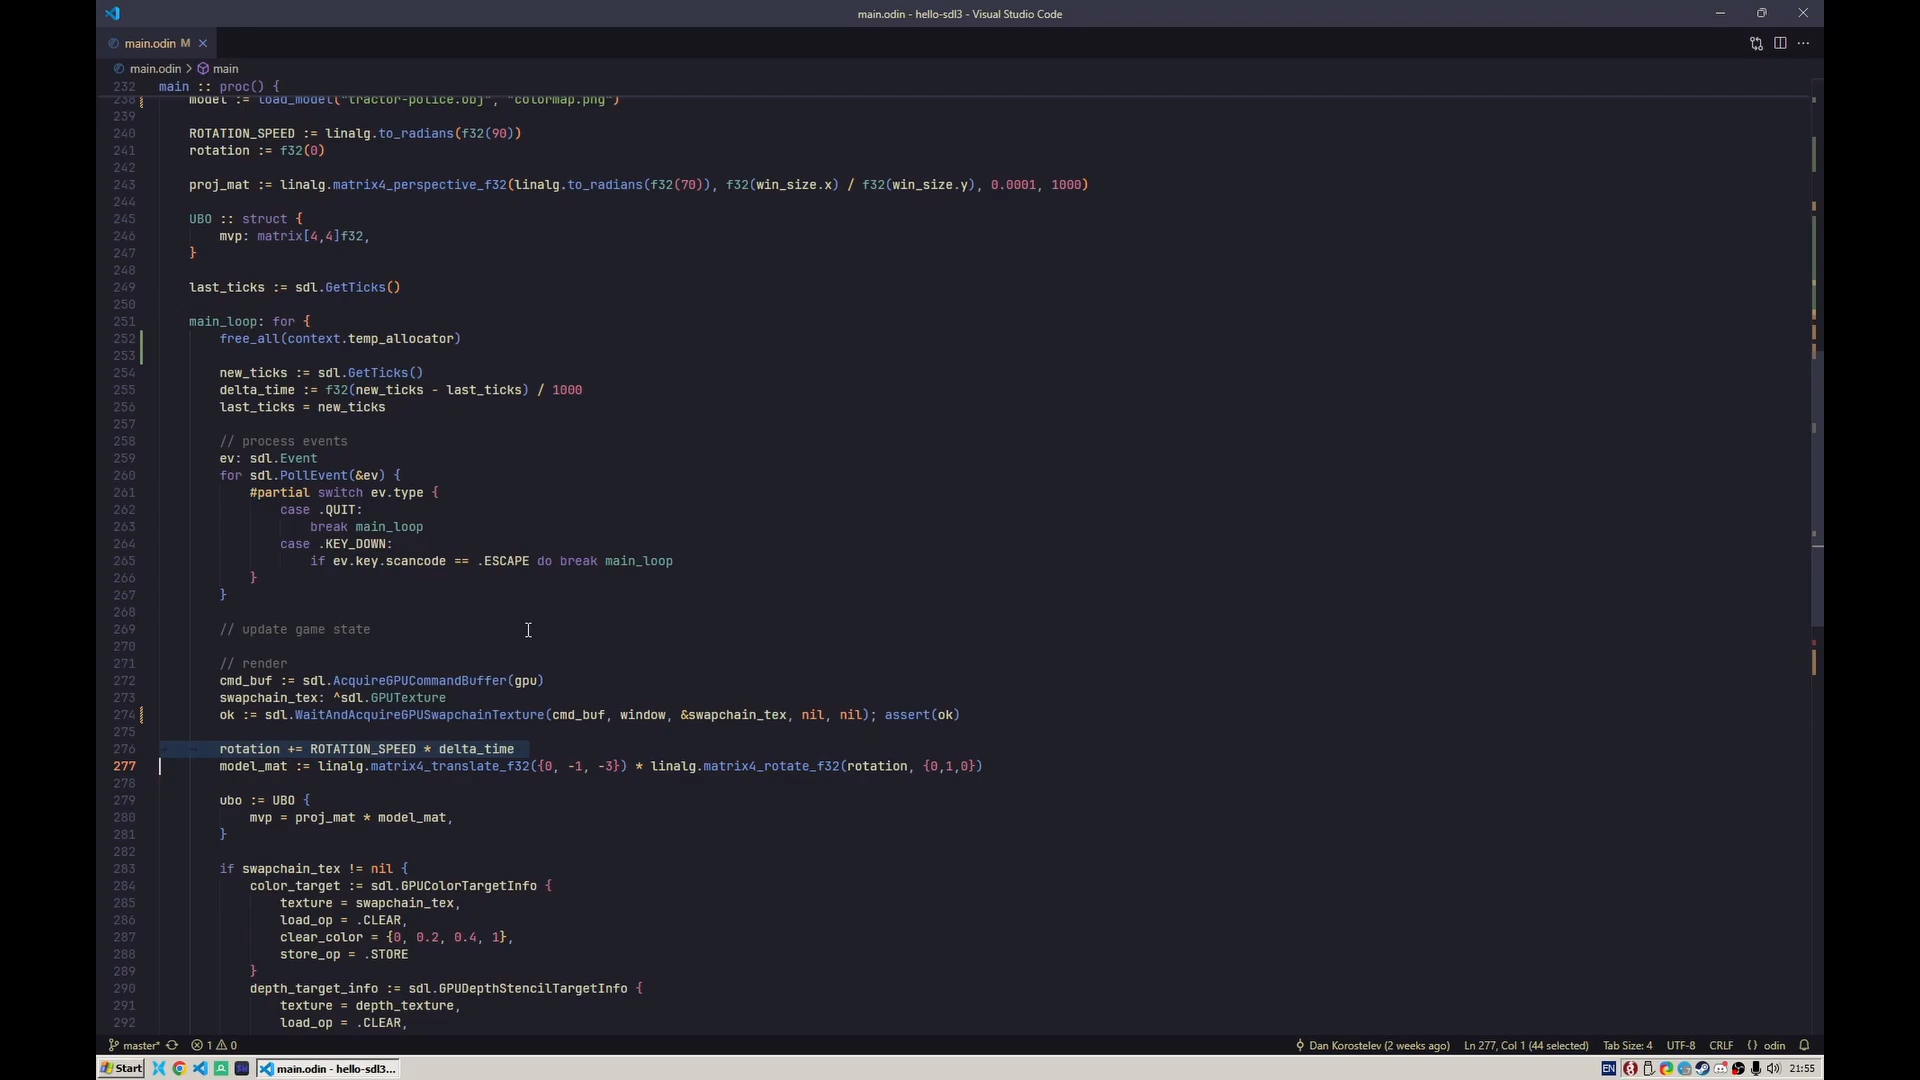 main.odin - hello-sdl3 - Visual Studio Code
main.odin M
main.odin > main
232 main :: proc() {
238 model := load_model("tractor-police.obj", "colormap.png")
239
240 ROTATION_SPEED := linalg.to_radians(f32(90))
241 rotation := f32(0)
242
243 proj_mat := linalg.matrix4_perspective_f32(linalg.to_radians(f32(70)), f32(win_size.x) / f32(win_size.y), 0.0001, 1000)
244
245 UBO :: struct {
246 mvp: matrix[4,4]f32,
247 }
248
249 last_ticks := sdl.GetTicks()
250
251 main_loop: for {
252 free_all(context.temp_allocator)
253
254 new_ticks := sdl.GetTicks()
255 delta_time := f32(new_ticks - last_ticks) / 1000
256 last_ticks = new_ticks
257
258 // process events
259 ev: sdl.Event
260 for sdl.PollEvent(&ev) {
261 #partial switch ev.type {
262 case .QUIT:
263 break main_loop
264 case .KEY_DOWN:
265 if ev.key.scancode == .ESCAPE do break main_loop
266 }
267 }
268
269 // update game state
270
271 // render
272 cmd_buf := sdl.AcquireGPUCommandBuffer(gpu)
273 swapchain_tex: ^sdl.GPUTexture
274 ok := sdl.WaitAndAcquireGPUSwapchainTexture(cmd_buf, window, &swapchain_tex, nil, nil); assert(ok)
275
276 rotation += ROTATION_SPEED * delta_time
277 model_mat := linalg.matrix4_translate_f32({0, -1, -3}) * linalg.matrix4_rotate_f32(rotation, {0,1,0})
278
279 ubo := UBO {
280 mvp = proj_mat * model_mat,
281 }
282
283 if swapchain_tex != nil {
284 color_target := sdl.GPUColorTargetInfo {
285 texture = swapchain_tex,
286 load_op = .CLEAR,
287 clear_color = {0, 0.2, 0.4, 1},
288 store_op = .STORE
289 }
290 depth_target_info := sdl.GPUDepthStencilTargetInfo {
291 texture = depth_texture,
292 load_op = .CLEAR,
master* 1 0 Dan Korostelev (2 weeks ago) Ln 277, Col 1 (44 selected) Tab Size: 4 UTF-8 CRLF {} odin
Start main.odin - hello-sdl3... EN 21:55